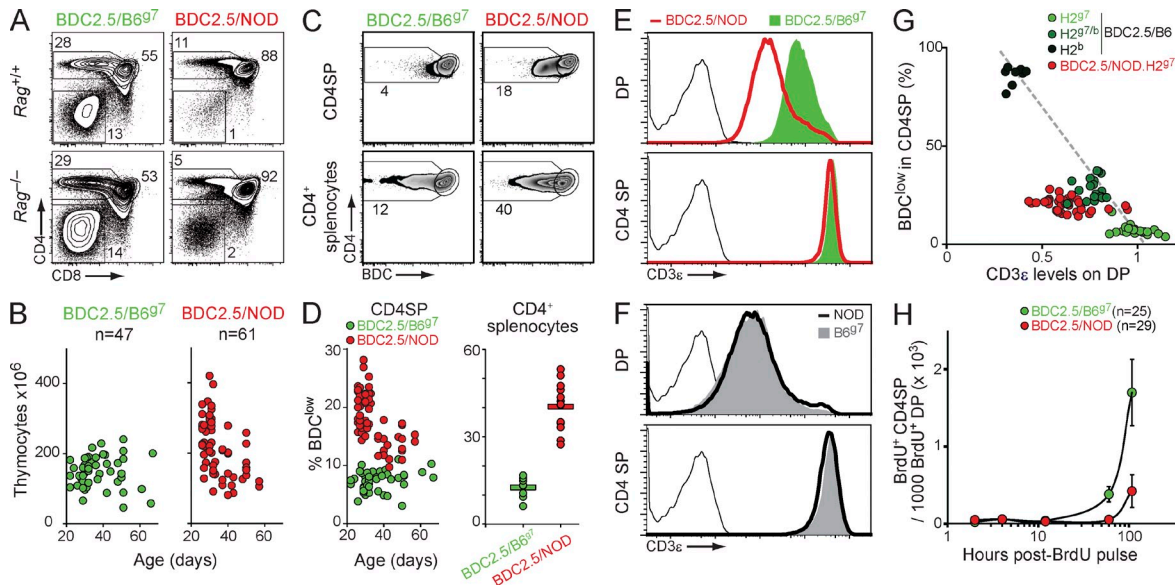 A
BDC2.5/B6g7
BDC2.5/NOD
Rag+/+
28
55
13
11
88
1
Rag–/–
29
53
14
5
92
2
CD4
CD8
B
BDC2.5/B6g7
n=47
BDC2.5/NOD
n=61
Thymocytes x10⁶
400
200
0
20 40 60
20 40 60
Age (days)
C
BDC2.5/B6g7
BDC2.5/NOD
CD4SP
4
18
CD4+
splenocytes
12
40
CD4
BDC
D
CD4SP
BDC2.5/B6g7
BDC2.5/NOD
CD4+
splenocytes
% BDClow
30
20
10
0
20 40 60
Age (days)
60
30
0
BDC2.5/B6g7
BDC2.5/NOD
E
BDC2.5/NOD
BDC2.5/B6g7
DP
CD4 SP
CD3ε
F
NOD
B6g7
DP
CD4 SP
CD3ε
G
H2g7
H2g7/b
H2b
BDC2.5/B6
BDC2.5/NOD.H2g7
BDClow in CD4SP (%)
100
50
0
0 0.5 1
CD3ε levels on DP
H
BDC2.5/B6g7 (n=25)
BDC2.5/NOD (n=29)
BrdU+ CD4SP
/ 1000 BrdU+ DP (x 10³)
2
1
0
1 10 100
Hours post-BrdU pulse